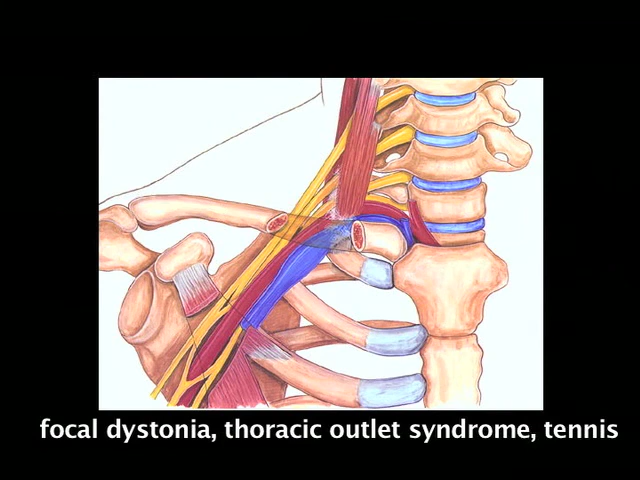 focal dystonia, thoracic outlet syndrome, tennis